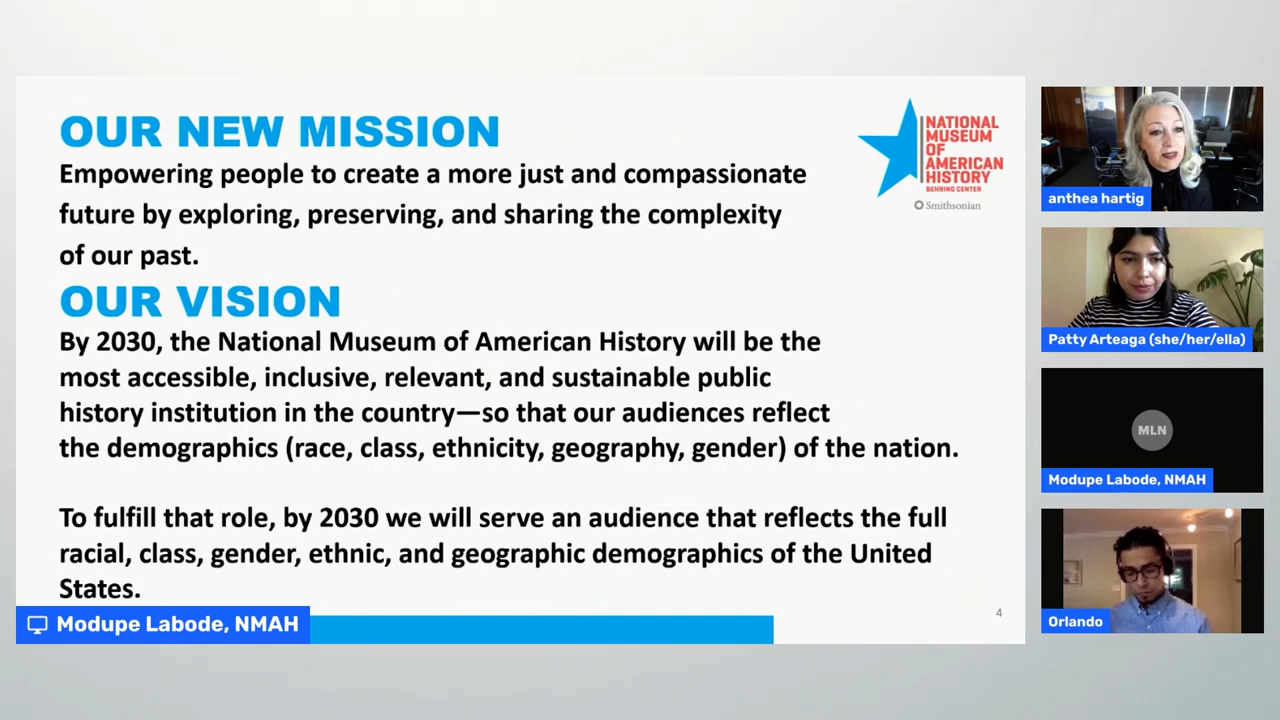 OUR NEW MISSION
Empowering people to create a more just and compassionate
future by exploring, preserving, and sharing the complexity
of our past.
OUR VISION
By 2030, the National Museum of American History will be the
most accessible, inclusive, relevant, and sustainable public
history institution in the country—so that our audiences reflect
the demographics (race, class, ethnicity, geography, gender) of the nation.
To fulfill that role, by 2030 we will serve an audience that reflects the full
racial, class, gender, ethnic, and geographic demographics of the United
States.
4
Modupe Labode, NMAH
NATIONAL
MUSEUM
OF
AMERICAN
HISTORY
BEHRING CENTER
Smithsonian
anthea hartig
Patty Arteaga (she/her/ella)
MLN
Modupe Labode, NMAH
Orlando